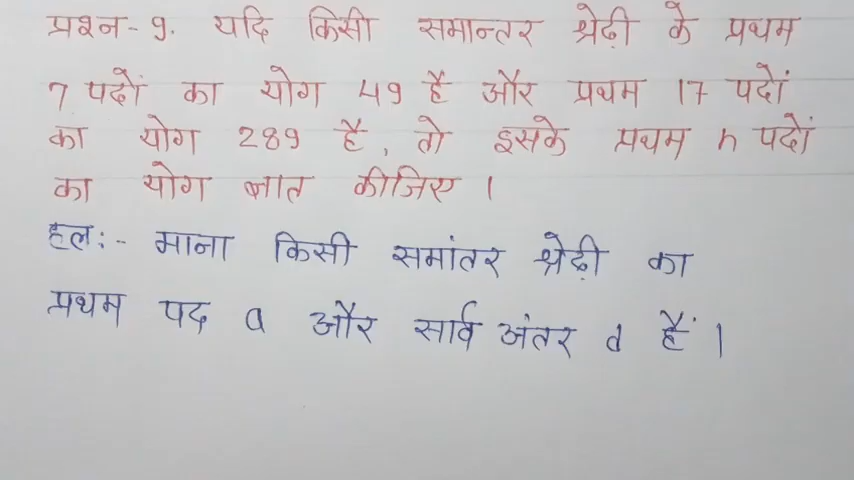 प्रश्न-9. यदि किसी समान्तर श्रेढ़ी के प्रथम
7 पदों का योग 49 है और प्रथम 17 पदों
का योग 289 है, तो इसके प्रथम n पदों
का योग ज्ञात कीजिए ।
हल:- माना किसी समांतर श्रेढ़ी का
प्रथम पद a और सार्व अंतर d हैं ।